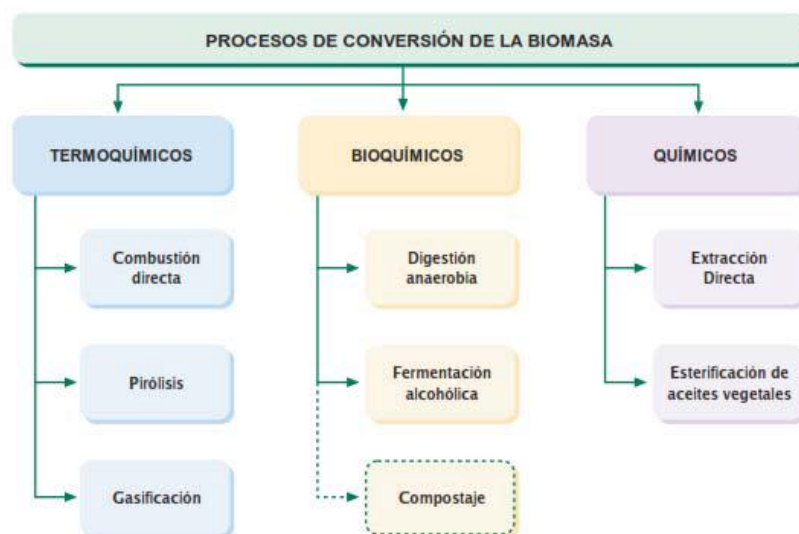 PROCESOS DE CONVERSIÓN DE LA BIOMASA
TERMOQUÍMICOS
Combustión
directa
Pirólisis
Gasificación
BIOQUÍMICOS
Digestión
anaerobia
Fermentación
alcohólica
Compostaje
QUÍMICOS
Extracción
Directa
Esterificación de
aceites vegetales